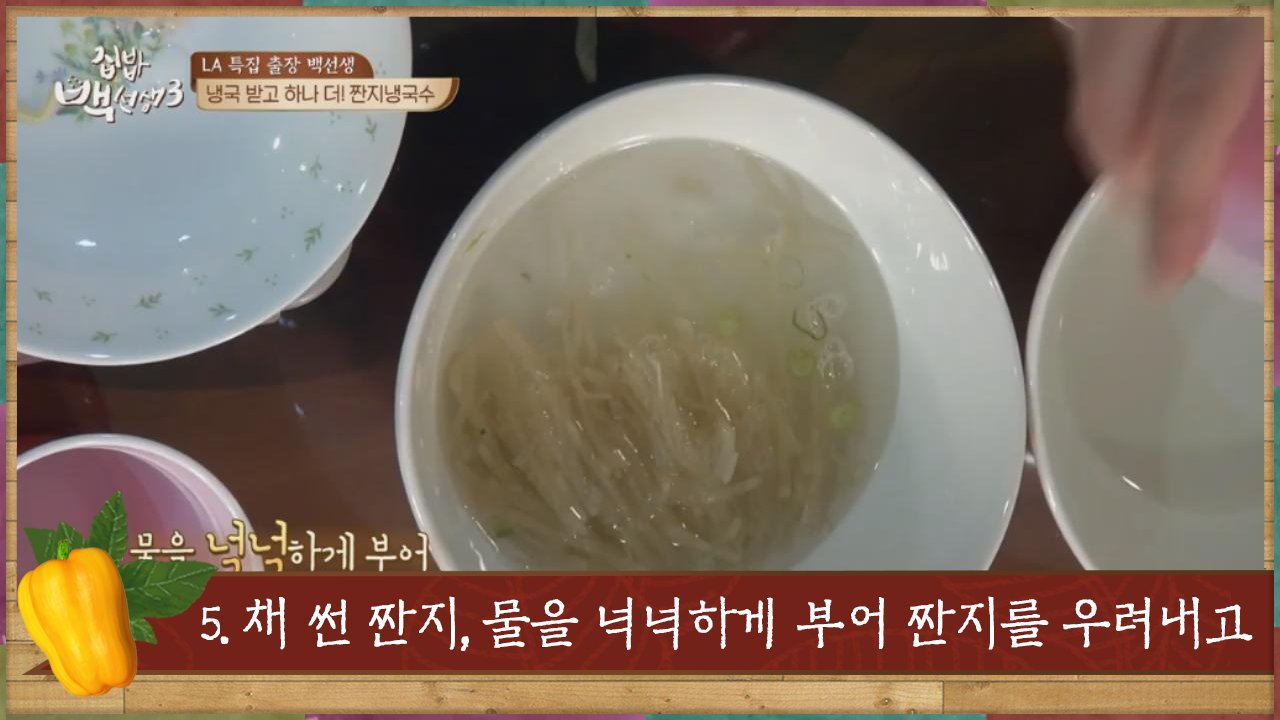 집밥
백선생3
LA 특집 출장 백선생
냉국 받고 하나 더! 짠지냉국수
물을 넉넉하게 부어
5. 채 썬 짠지, 물을 넉넉하게 부어 짠지를 우려내고